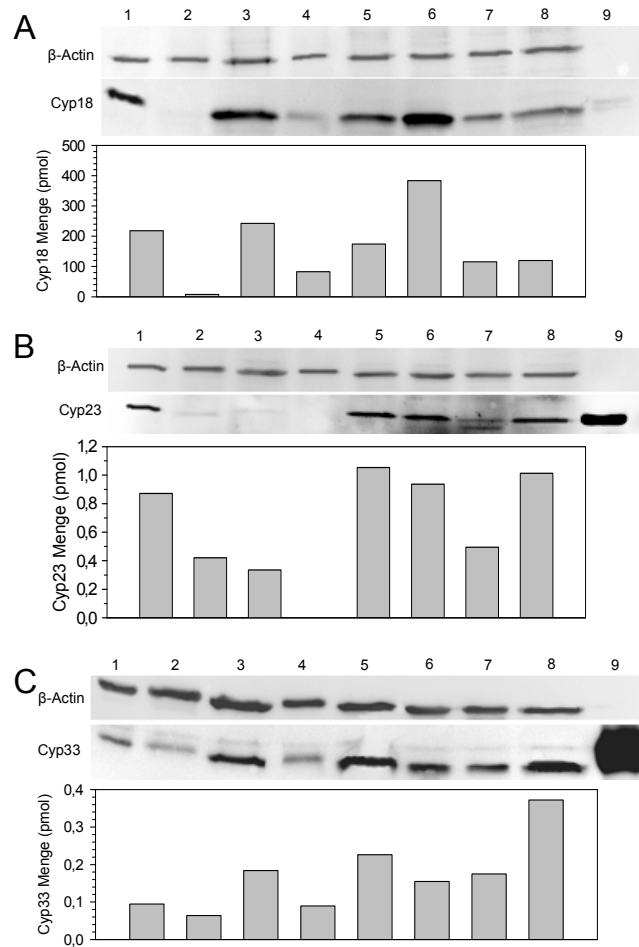 A
1 2 3 4 5 6 7 8 9
β-Actin
Cyp18
Cyp18 Menge (pmol)
500
400
300
200
100
0
B
1 2 3 4 5 6 7 8 9
β-Actin
Cyp23
Cyp23 Menge (pmol)
1,2
1,0
0,8
0,6
0,4
0,2
0,0
C
1 2 3 4 5 6 7 8 9
β-Actin
Cyp33
Cyp33 Menge (pmol)
0,4
0,3
0,2
0,1
0,0